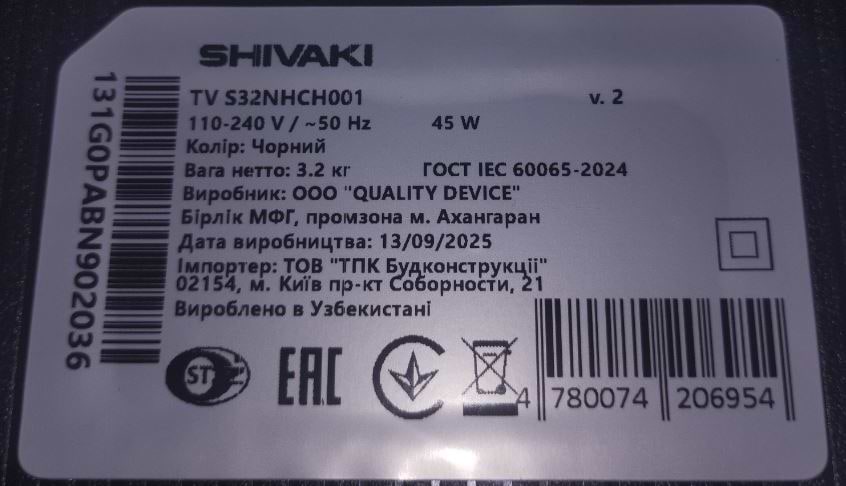 SHIVAKI
TV S32NHCH001 v. 2
110-240 V / ~50 Hz 45 W
Колір: Чорний
Вага нетто: 3.2 кг ГОСТ IEC 60065-2024
Виробник: ООО "QUALITY DEVICE"
Бірлік МФГ, промзона м. Ахангаран
Дата виробництва: 13/09/2025
Імпортер: ТОВ "ТПК Будконструкції"
02154, м. Київ пр-кт Соборности, 21
Вироблено в Узбекистані
131G0PABN902036
ST
EAC
4 780074 206954